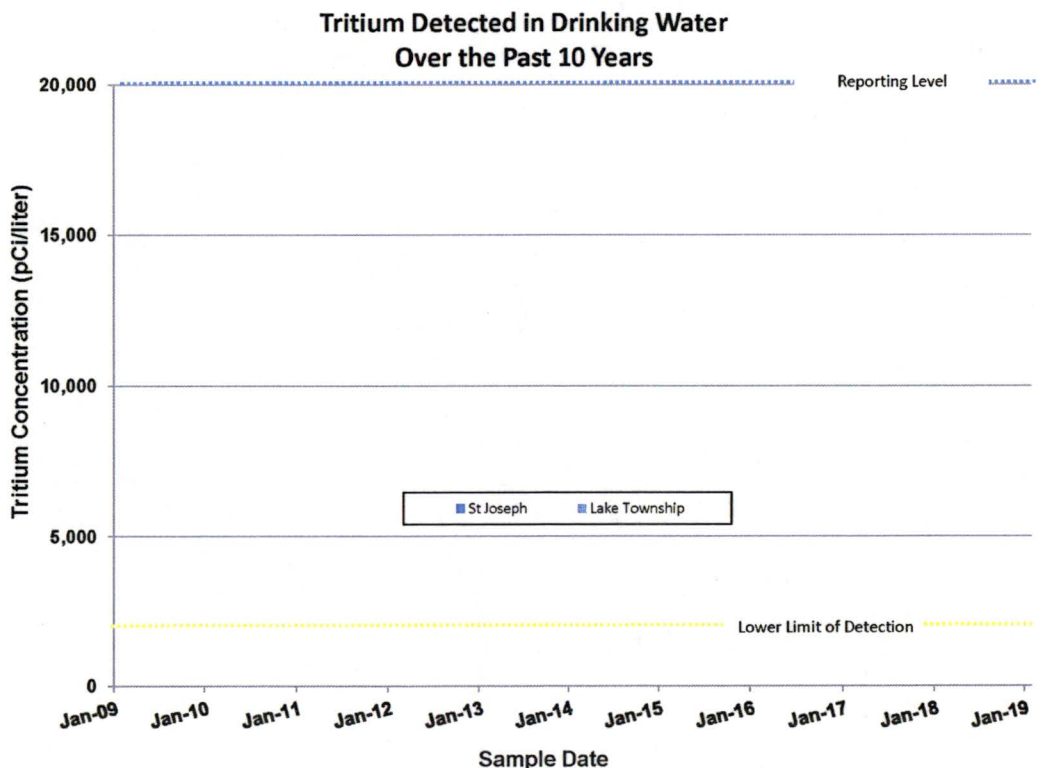 Tritium Detected in Drinking Water
Over the Past 10 Years
20,000
Reporting Level
15,000
10,000
5,000
0
Tritium Concentration (pCi/liter)
St Joseph
Lake Township
Lower Limit of Detection
Jan-09
Jan-10
Jan-11
Jan-12
Jan-13
Jan-14
Jan-15
Jan-16
Jan-17
Jan-18
Jan-19
Sample Date